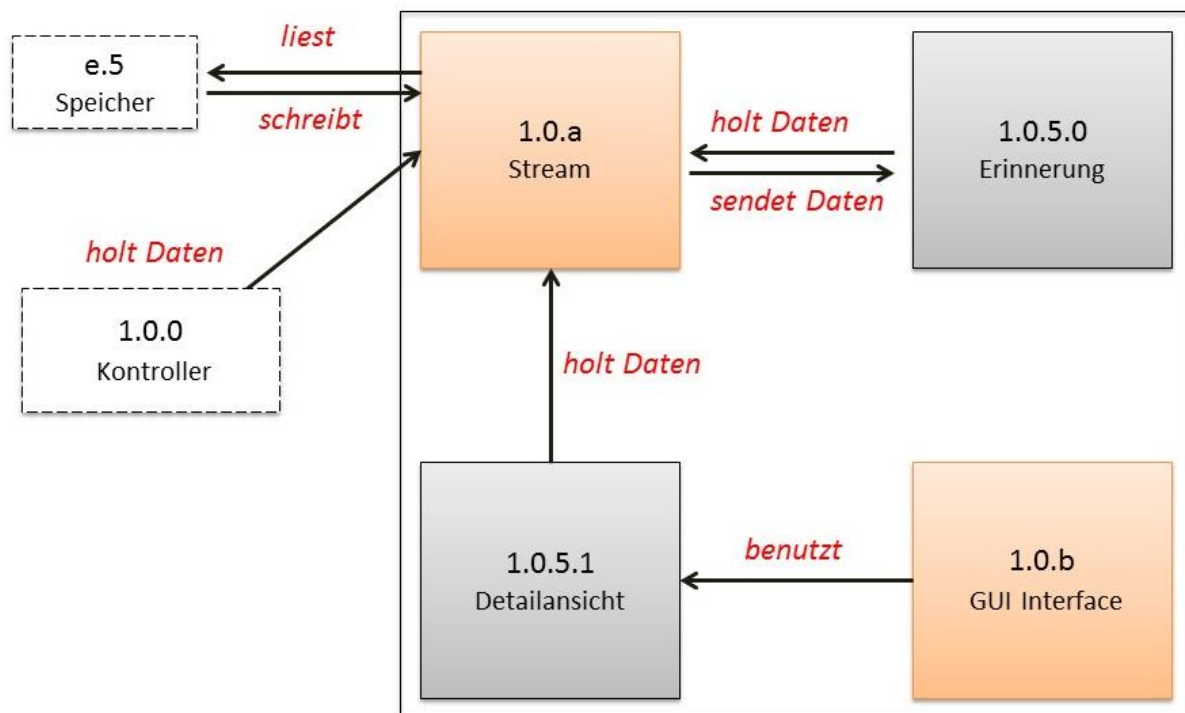 e.5
Speicher
liest
schreibt
1.0.a
Stream
holt Daten
sendet Daten
1.0.5.0
Erinnerung
holt Daten
1.0.0
Kontroller
holt Daten
1.0.5.1
Detailansicht
benutzt
1.0.b
GUI Interface